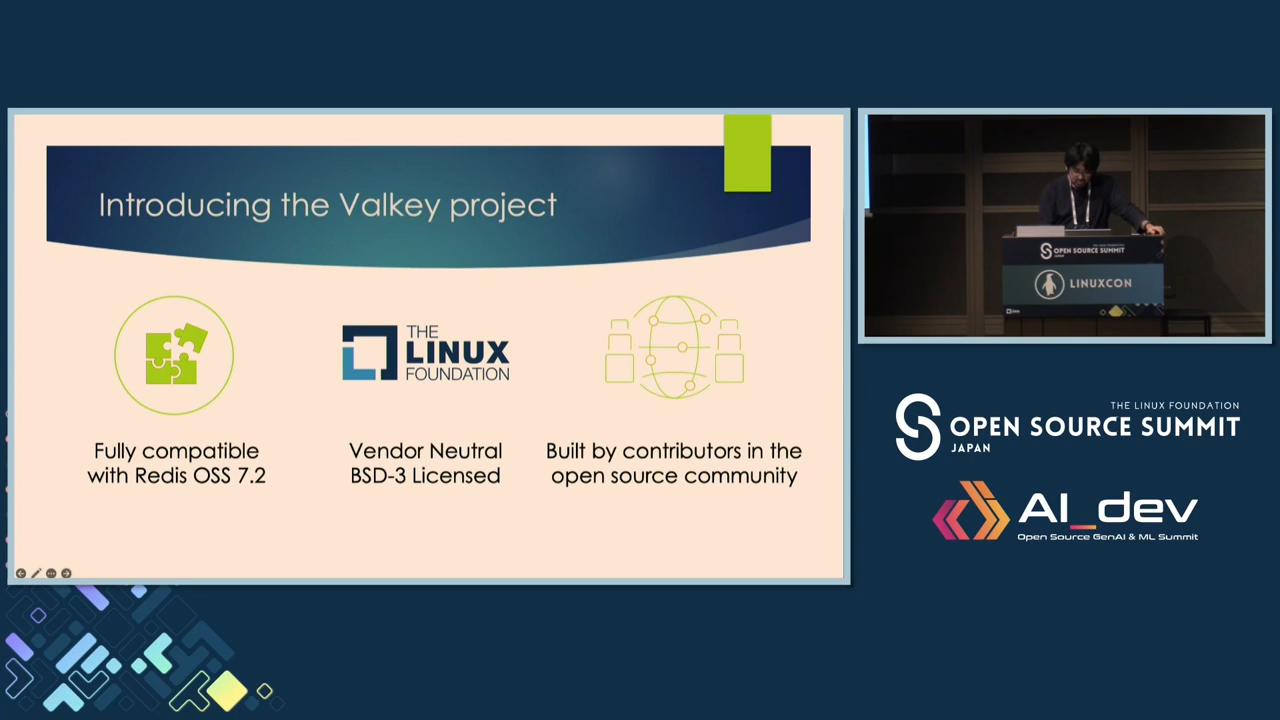 Introducing the Valkey project
THE
LINUX
FOUNDATION
Fully compatible
with Redis OSS 7.2
Vendor Neutral
BSD-3 Licensed
Built by contributors in the
open source community
OPEN SOURCE SUMMIT
JAPAN
LINUXCON
THE LINUX FOUNDATION
OPEN SOURCE SUMMIT
JAPAN
AI_dev
Open Source GenAI & ML Summit